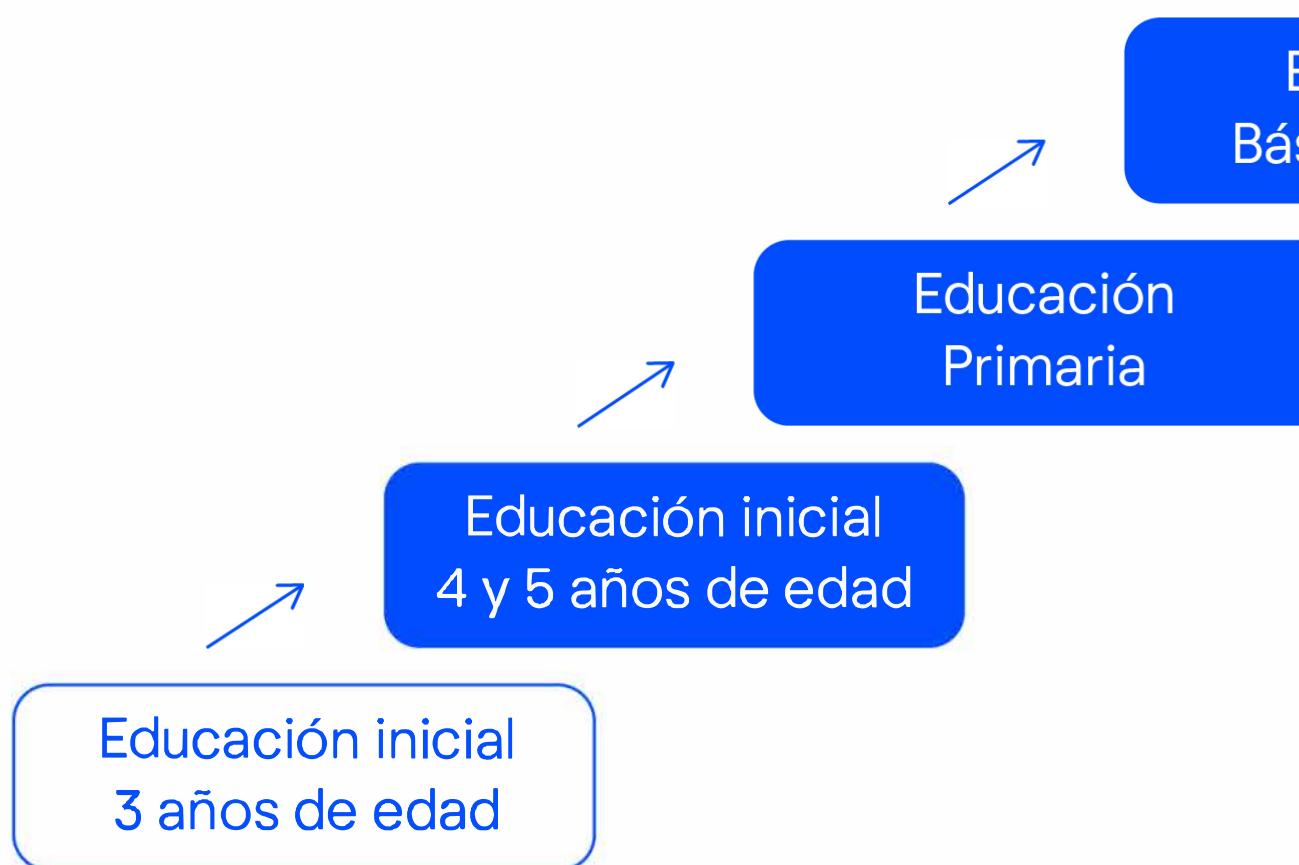 Educación
Primaria
Educación inicial
4 y 5 años de edad
Educación inicial
3 años de edad